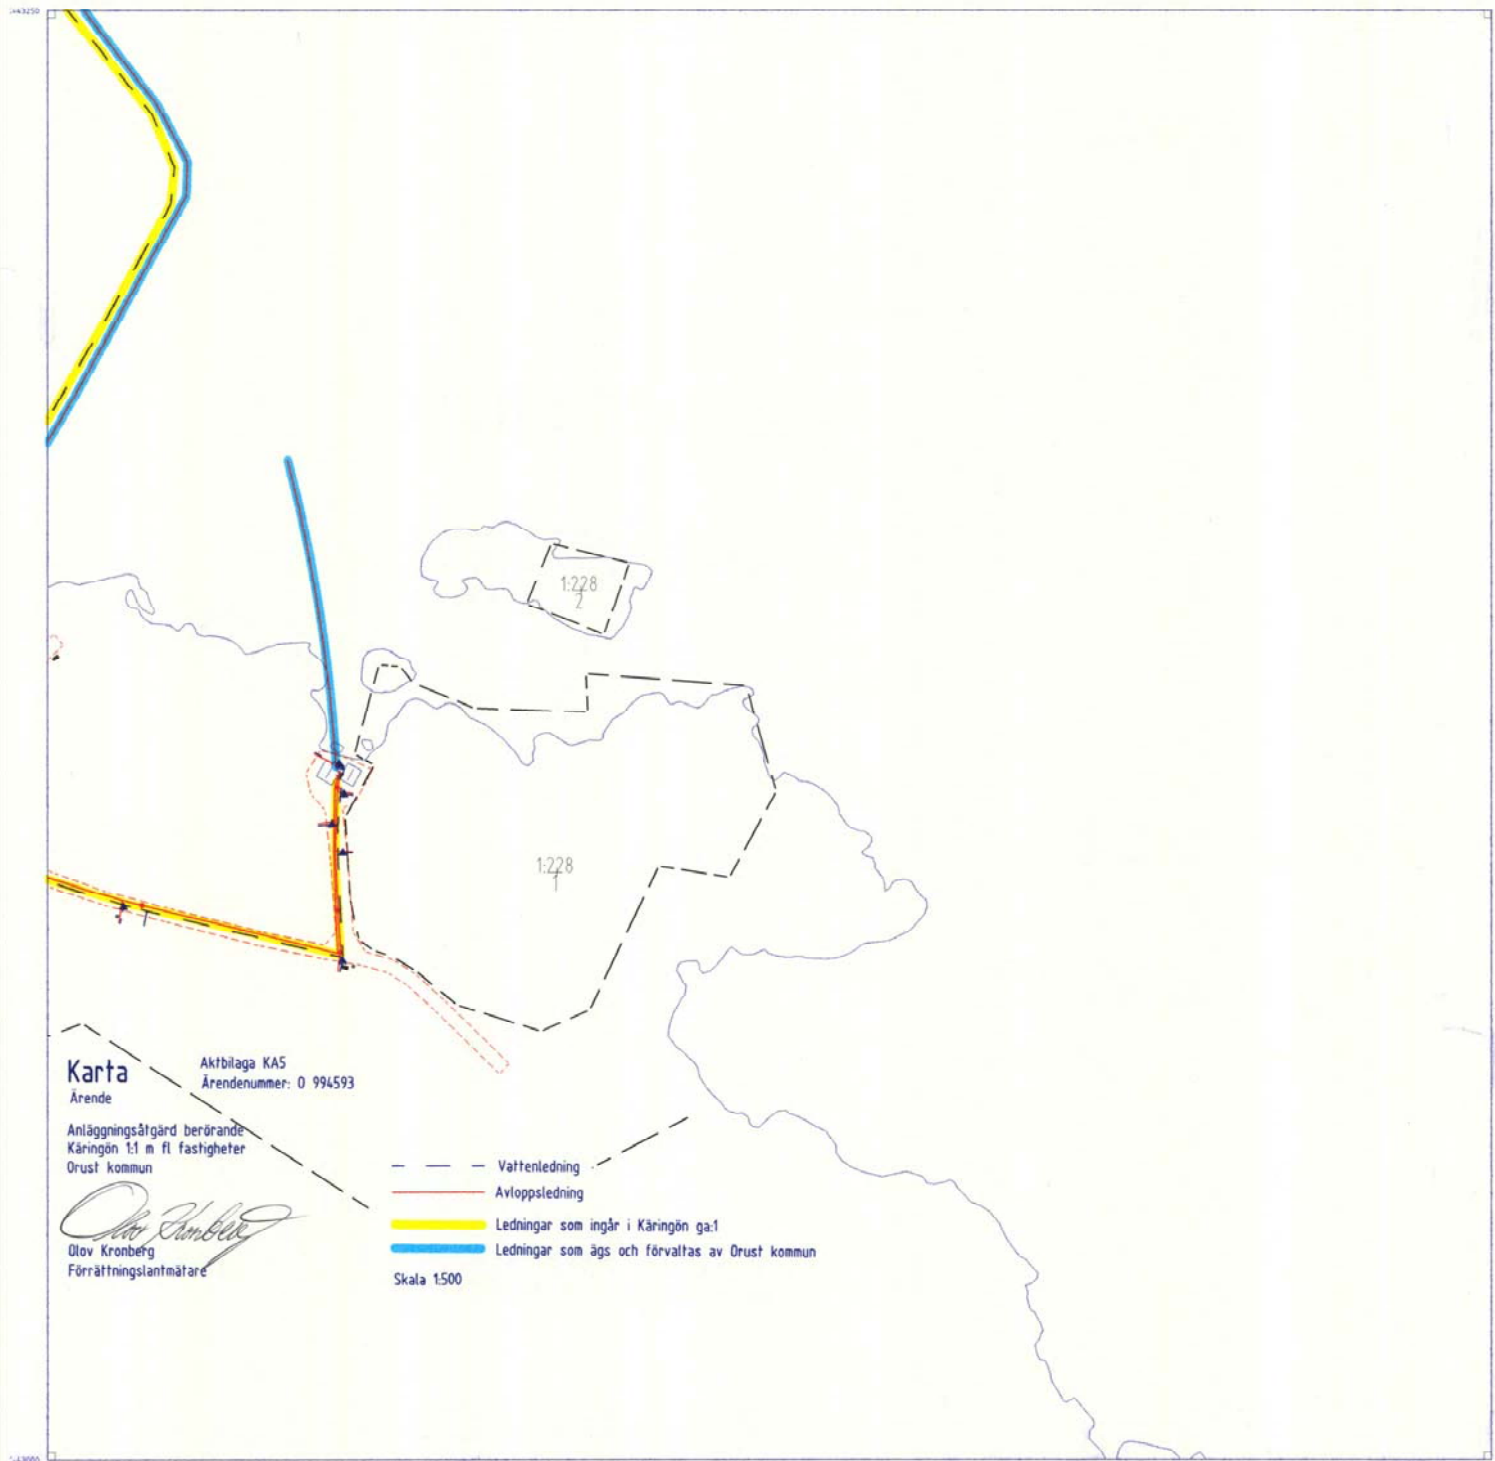 1:228
2
1:228
1
Karta
Ärende
Aktbilaga KA5
Ärendenummer: O 994593
Anläggningsåtgärd berörande
Käringön 1:1 m fl fastigheter
Orust kommun
Olov Kronberg
Olov Kronberg
Förrättningslantmätare
Vattenledning
Avloppsledning
Ledningar som ingår i Käringön ga:1
Ledningar som ägs och förvaltas av Orust kommun
Skala 1:500